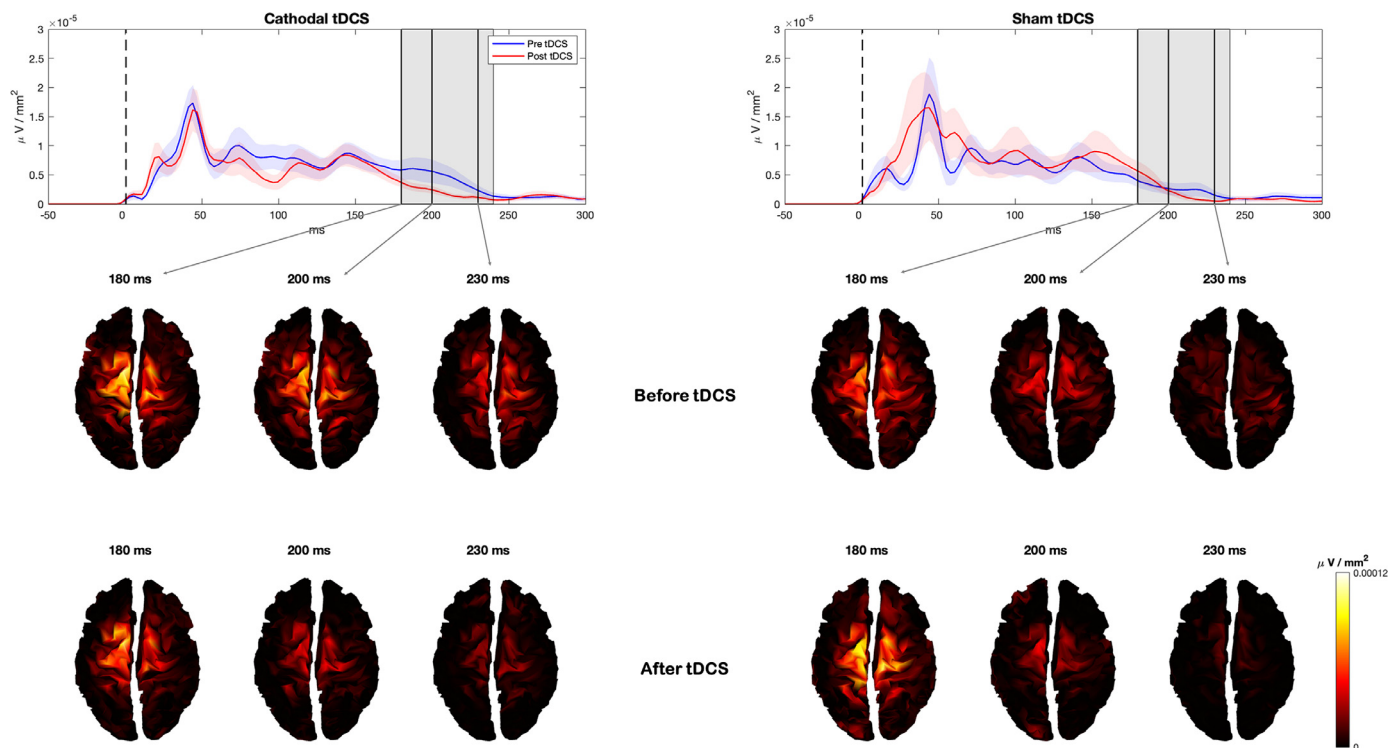 Cathodal tDCS
×10⁻⁵
3
2.5
2
1.5
1
0.5
0
μ V / mm²
-50
0
50
100
150
200
250
300
ms
Pre tDCS
Post tDCS
Sham tDCS
×10⁻⁵
3
2.5
2
1.5
1
0.5
0
μ V / mm²
-50
0
50
100
150
200
250
300
ms
180 ms
200 ms
230 ms
180 ms
200 ms
230 ms
Before tDCS
180 ms
200 ms
230 ms
180 ms
200 ms
230 ms
After tDCS
μ V / mm²
0.00012
0